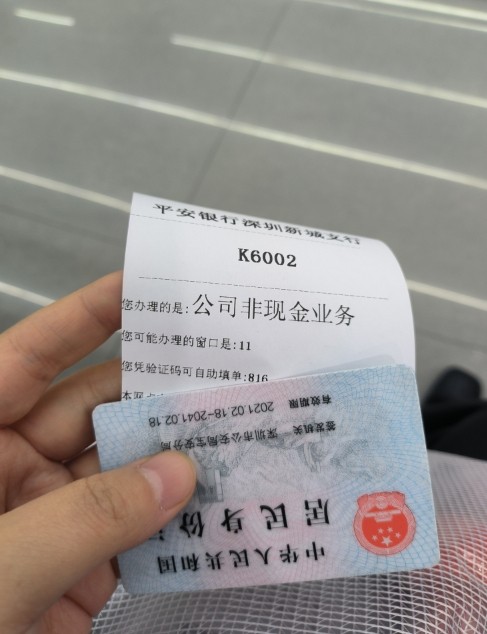 平安银行深圳新城支行
K6002
您办理的是:公司非现金业务
您可能办理的窗口是:11
您凭验证码可自助填单:816
中华人民共和国
居民身份
签发机关 深圳市公安局宝安分局
有效期限 2021.02.18-2041.02.18